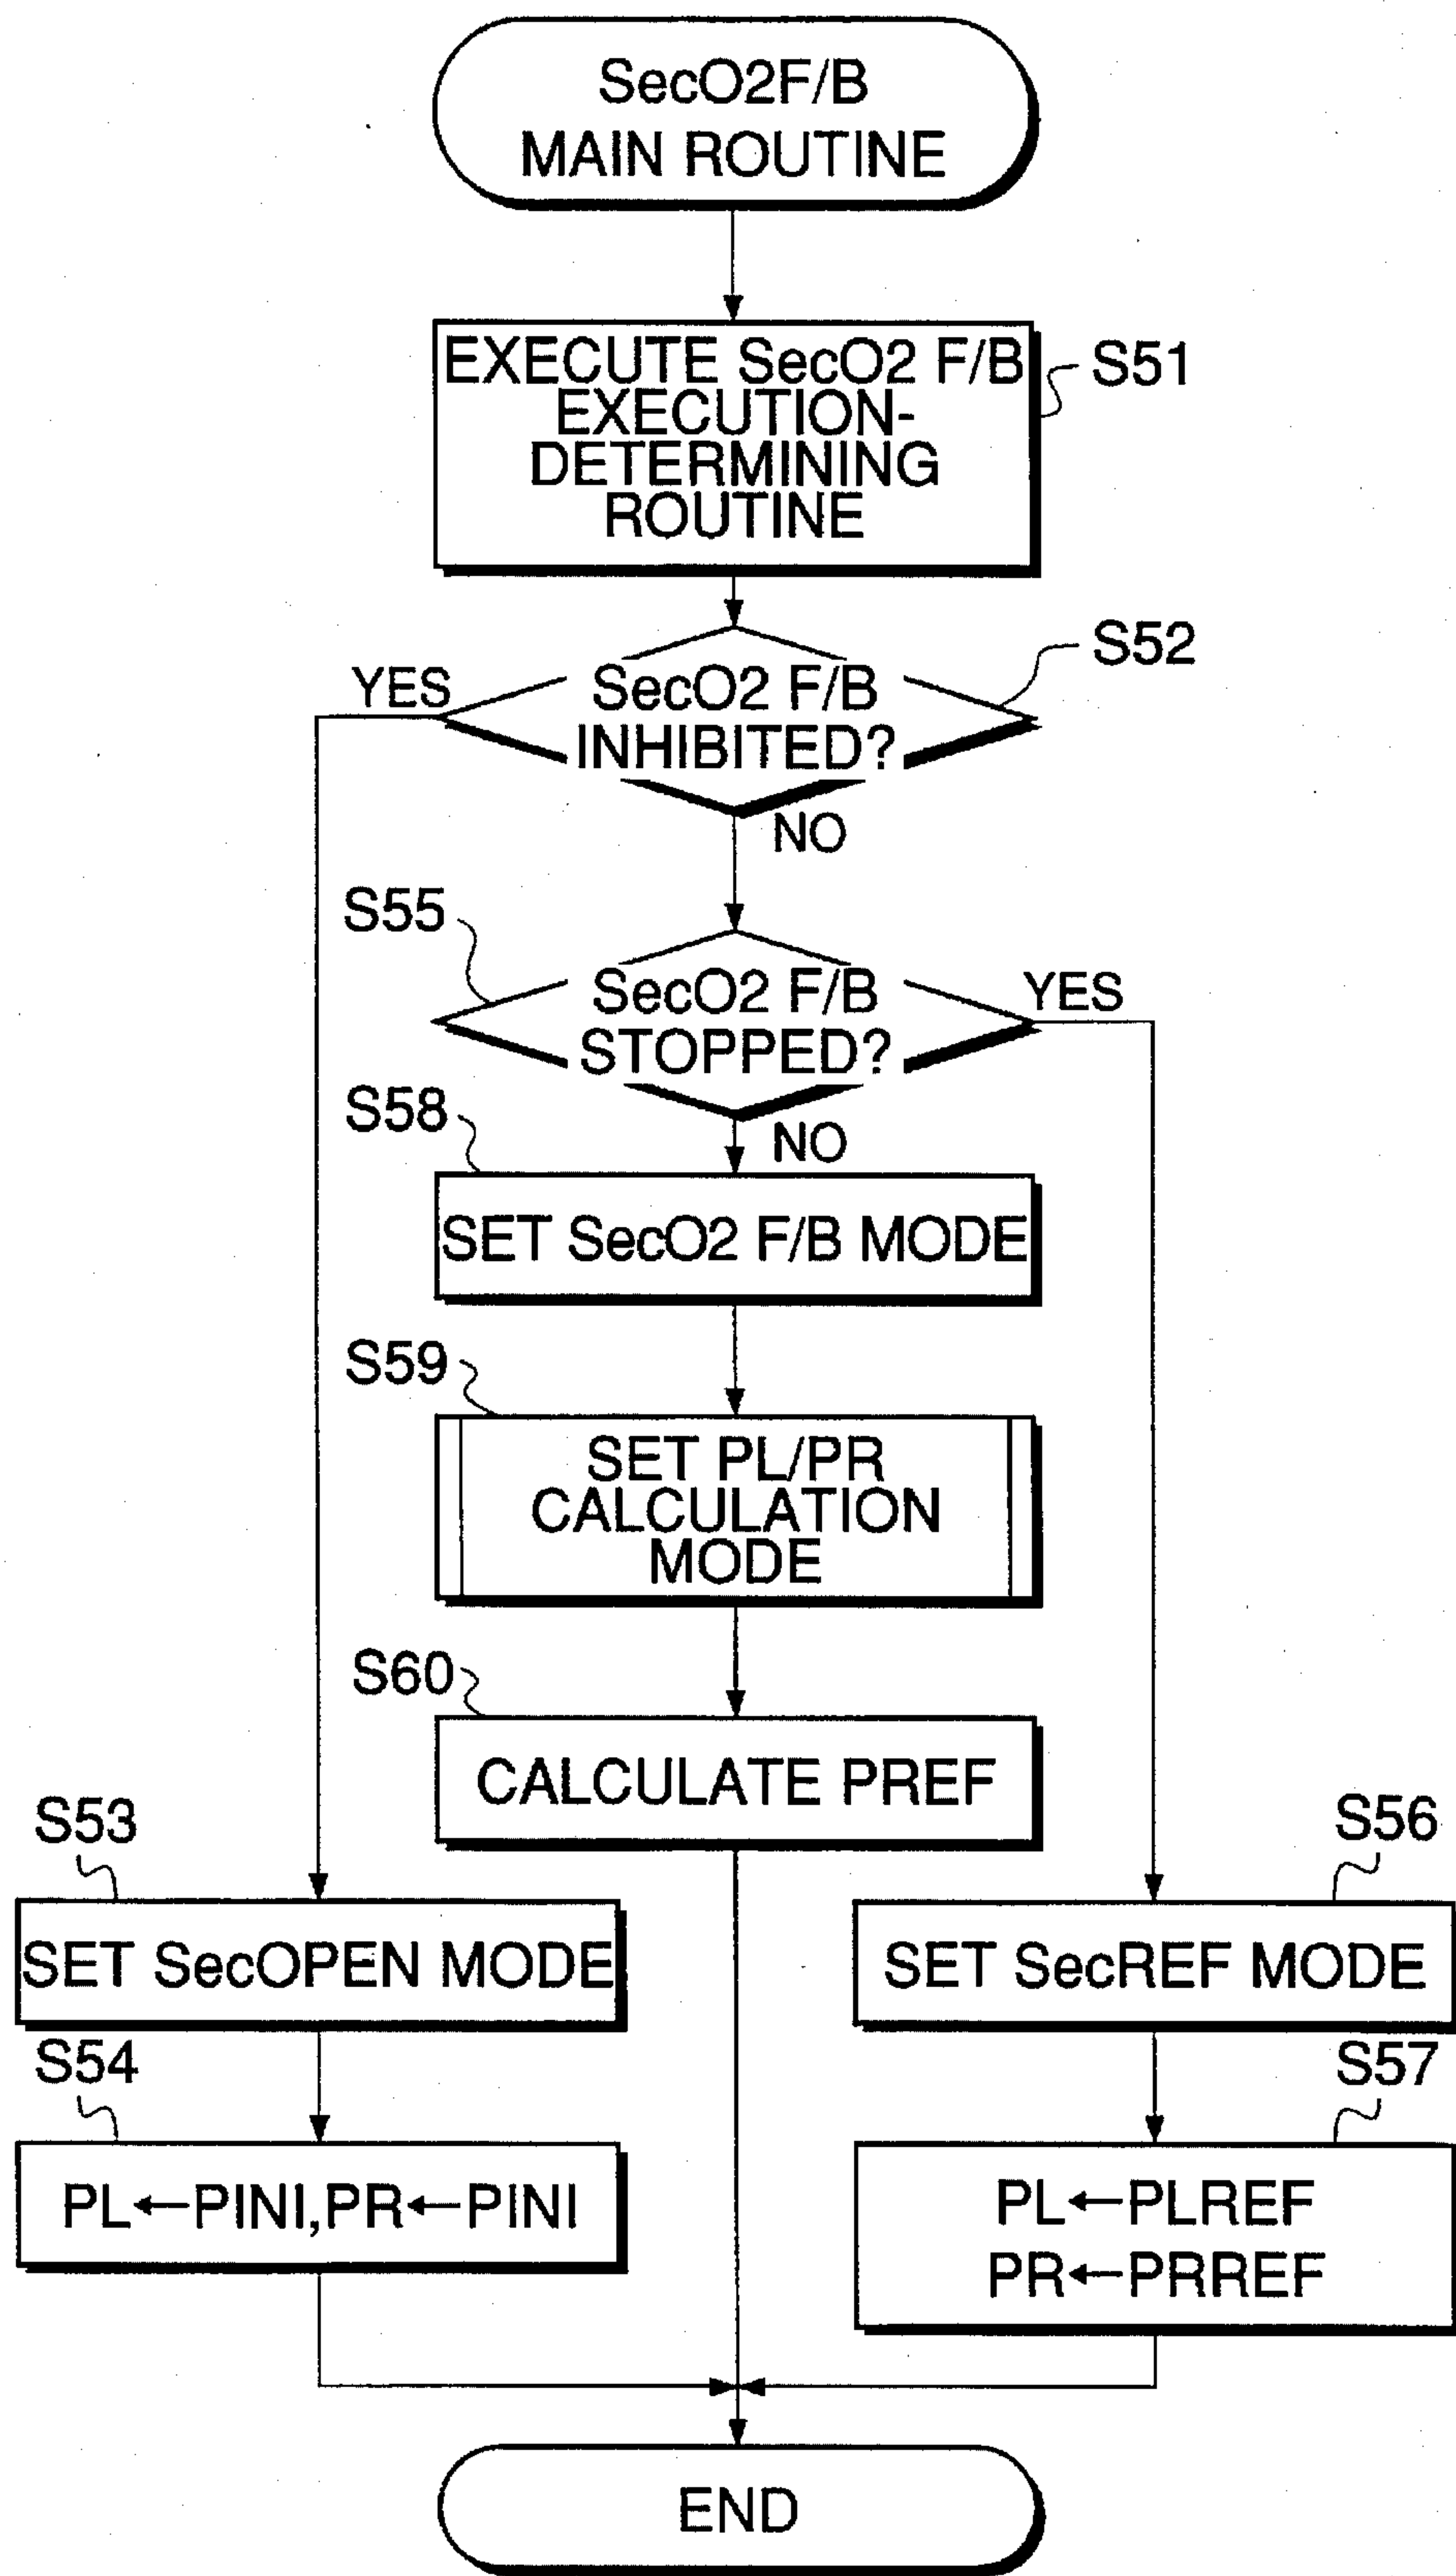 SecO2F/B
MAIN ROUTINE
EXECUTE SecO2 F/B
EXECUTION-
DETERMINING
ROUTINE
S51
S52
YES
SecO2 F/B
INHIBITED?
NO
S55
SecO2 F/B
STOPPED?
YES
S58
NO
SET SecO2 F/B MODE
S59
SET PL/PR
CALCULATION
MODE
S60
CALCULATE PREF
S53
SET SecOPEN MODE
S54
PL←PINI,PR←PINI
S56
SET SecREF MODE
S57
PL←PLREF
PR←PRREF
END